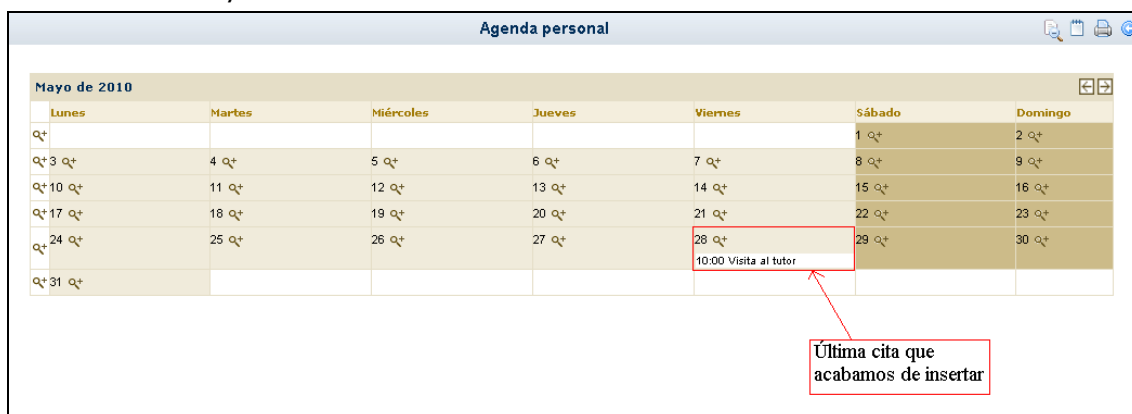 Agenda personal
Mayo de 2010
Lunes Martes Miércoles Jueves Viernes Sábado Domingo
1 2
3 4 5 6 7 8 9
10 11 12 13 14 15 16
17 18 19 20 21 22 23
24 25 26 27 28 29 30
10:00 Visita al tutor
31
Última cita que
acabamos de insertar